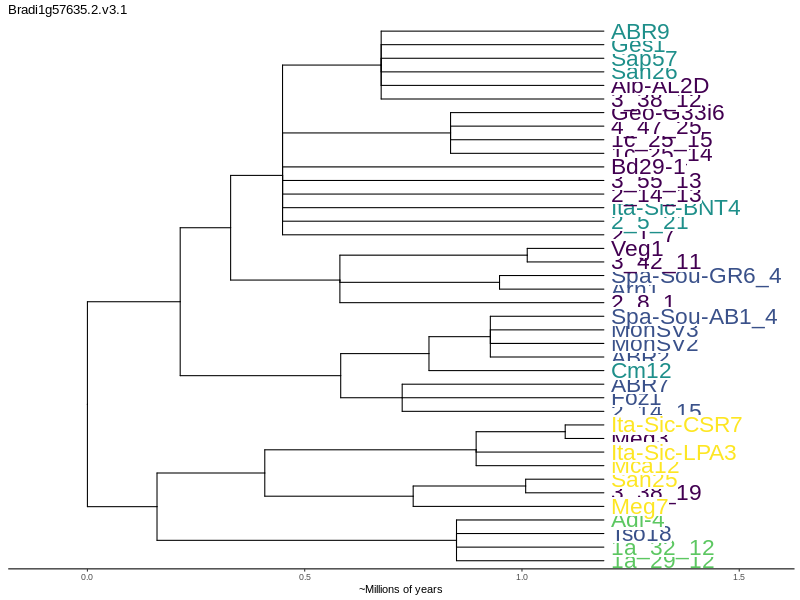 Bradi1g57635.2.v3.1
ABR9
Ges1
Sap57
San26
Alb-AL2D
3_38_12
Geo-G33i6
4_47_25
1c_25_15
1c_25_14
Bd29-1
3_55_13
2_14_13
Ita-Sic-BNT4
2_5_21
2_1_7
Veg1
3_42_11
Spa-Sou-GR6_4
Arn1
2_8_1
Spa-Sou-AB1_4
MonSV3
MonSV2
ABR2
Cm12
ABR7
Foz1
2_14_15
Ita-Sic-CSR7
Meg3
Ita-Sic-LPA3
Mca12
San25
3_38_19
Meg7
Adi-4
Tso18
1a_32_12
1a_29_12
0.0 0.5 1.0 1.5
~Millions of years